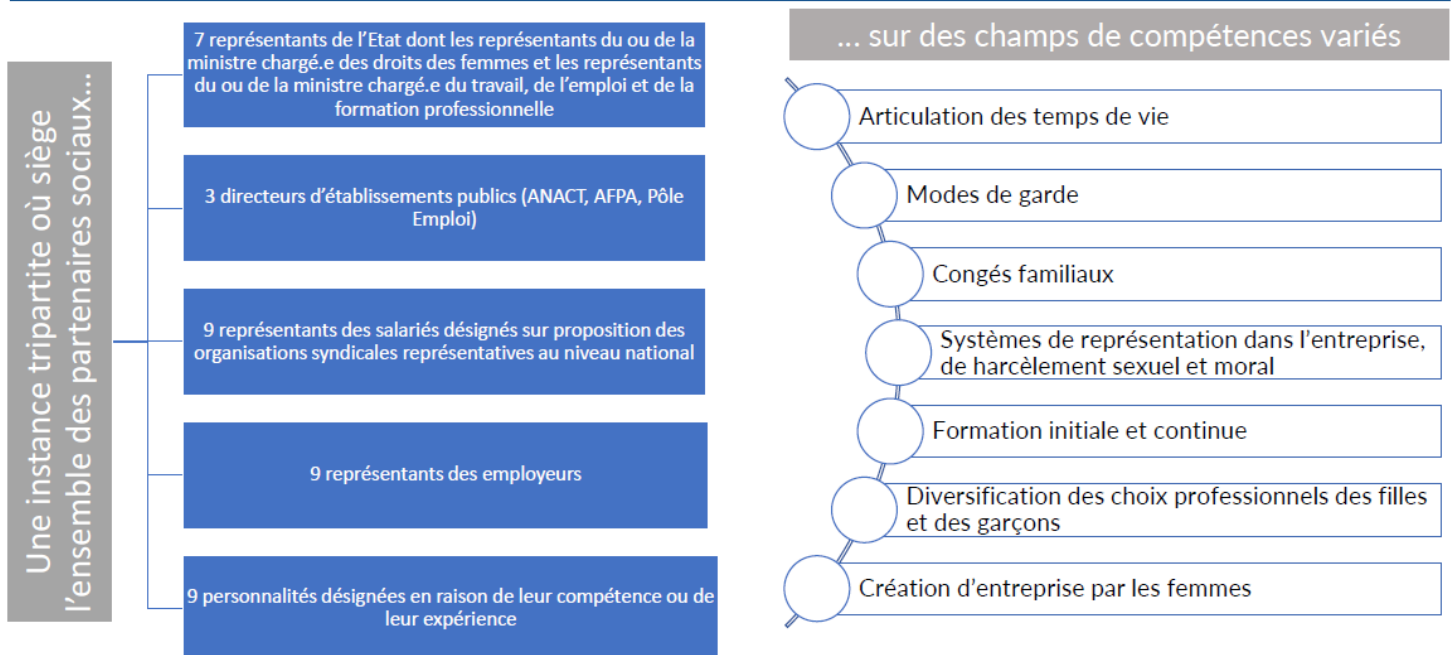 Une instance tripartite où siège
l'ensemble des partenaires sociaux...
7 représentants de l'Etat dont les représentants du ou de la
ministre chargé.e des droits des femmes et les représentants
du ou de la ministre chargé.e du travail, de l'emploi et de la
formation professionnelle
3 directeurs d'établissements publics (ANACT, AFPA, Pôle
Emploi)
9 représentants des salariés désignés sur proposition des
organisations syndicales représentatives au niveau national
9 représentants des employeurs
9 personnalités désignées en raison de leur compétence ou de
leur expérience
... sur des champs de compétences variés
Articulation des temps de vie
Modes de garde
Congés familiaux
Systèmes de représentation dans l'entreprise,
de harcèlement sexuel et moral
Formation initiale et continue
Diversification des choix professionnels des filles
et des garçons
Création d'entreprise par les femmes